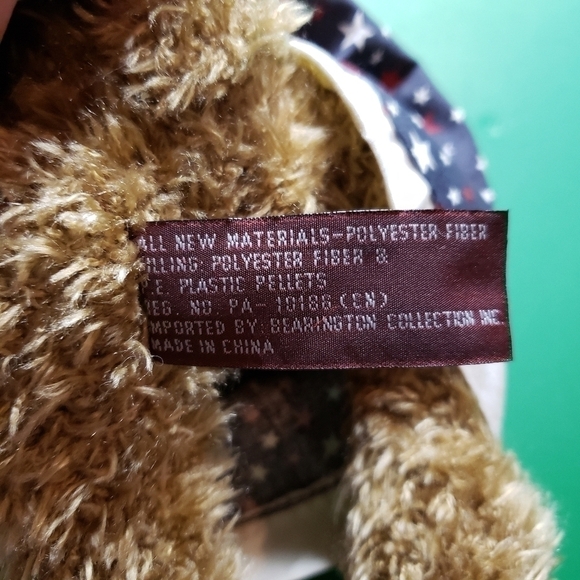 ALL NEW MATERIALS-POLYESTER FIBER
ILLING: POLYESTER FIBER &
.E. PLASTIC PELLETS
EG. NO. PA-10186 (CN)
IMPORTED BY: BEARINGTON COLLECTION INC.
MADE IN CHINA